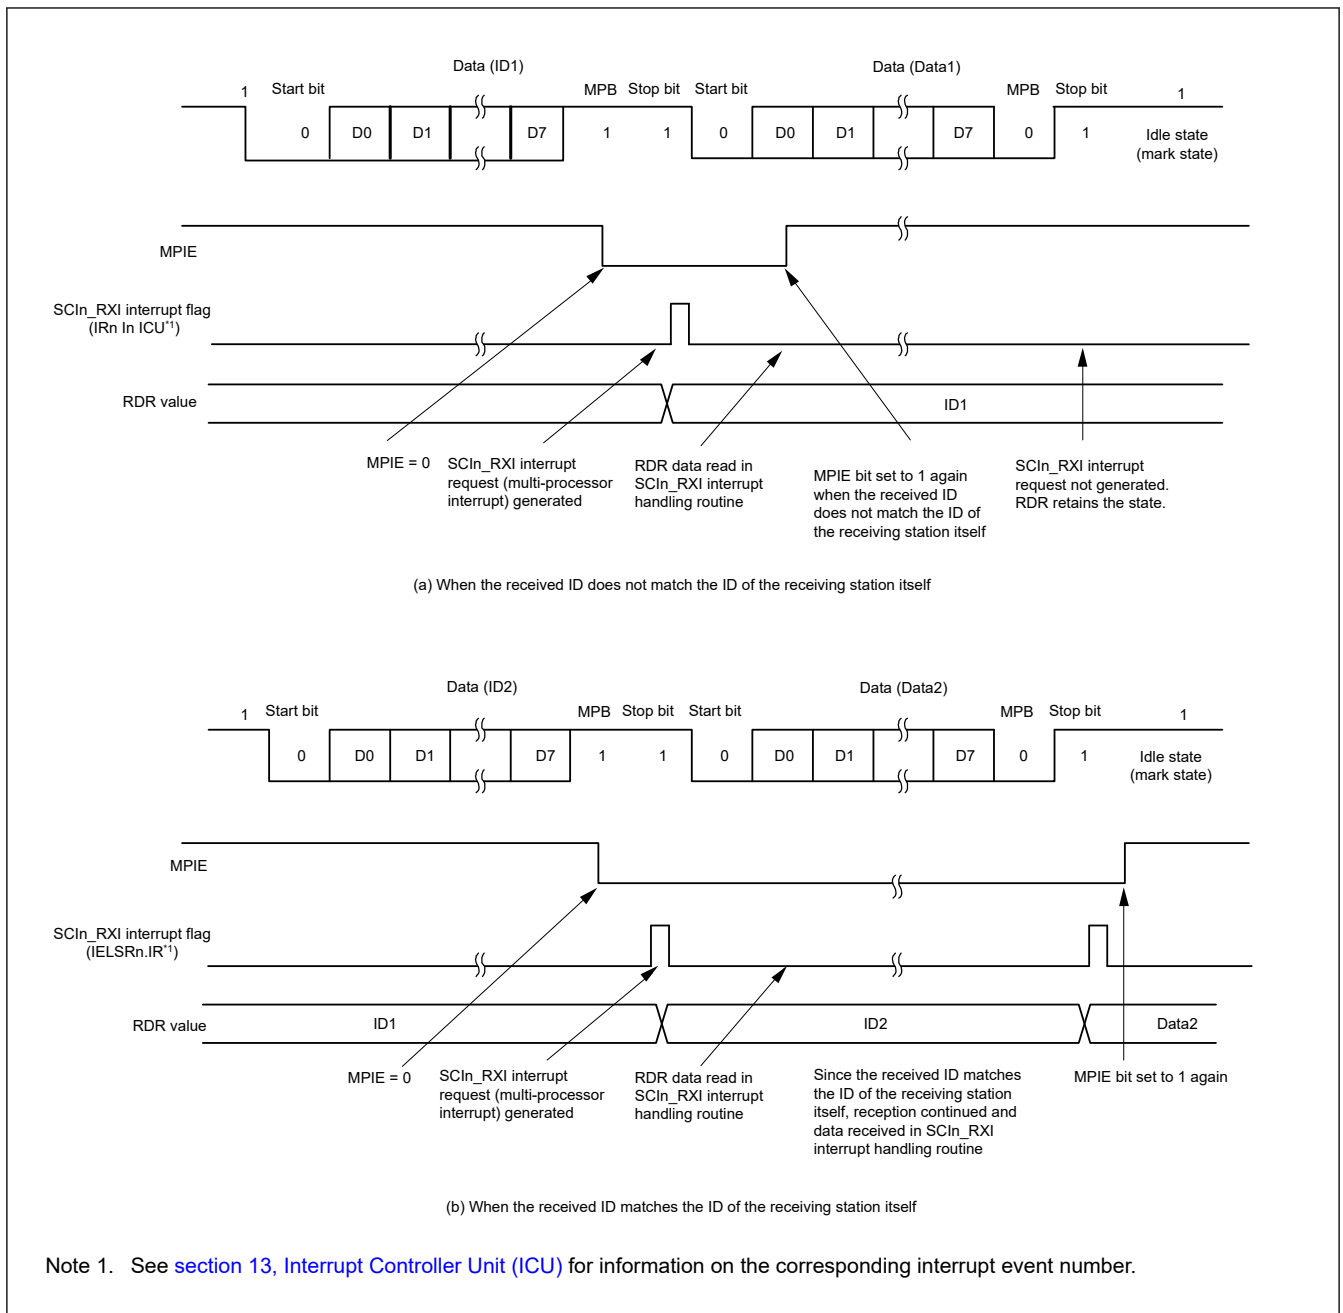 Data (ID1) Data (Data1)
1 Start bit MPB Stop bit Start bit MPB Stop bit 1
0 D0 D1 D7 1 1 0 D0 D1 D7 0 1 Idle state
(mark state)
MPIE
SCIn_RXI interrupt flag
(IRn In ICU*1)
RDR value ID1
MPIE = 0
SCIn_RXI interrupt
request (multi-processor
interrupt) generated
RDR data read in
SCIn_RXI interrupt
handling routine
MPIE bit set to 1 again
when the received ID
does not match the ID of
the receiving station itself
SCIn_RXI interrupt
request not generated.
RDR retains the state.
(a) When the received ID does not match the ID of the receiving station itself
Data (ID2) Data (Data2)
1 Start bit MPB Stop bit Start bit MPB Stop bit 1
0 D0 D1 D7 1 1 0 D0 D1 D7 0 1 Idle state
(mark state)
MPIE
SCIn_RXI interrupt flag
(IELSRn.IR*1)
RDR value ID1 ID2 Data2
MPIE = 0
SCIn_RXI interrupt
request (multi-processor
interrupt) generated
RDR data read in
SCIn_RXI interrupt
handling routine
Since the received ID matches
the ID of the receiving station
itself, reception continued and
data received in SCIn_RXI
interrupt handling routine
MPIE bit set to 1 again
(b) When the received ID matches the ID of the receiving station itself
Note 1. See section 13, Interrupt Controller Unit (ICU) for information on the corresponding interrupt event number.